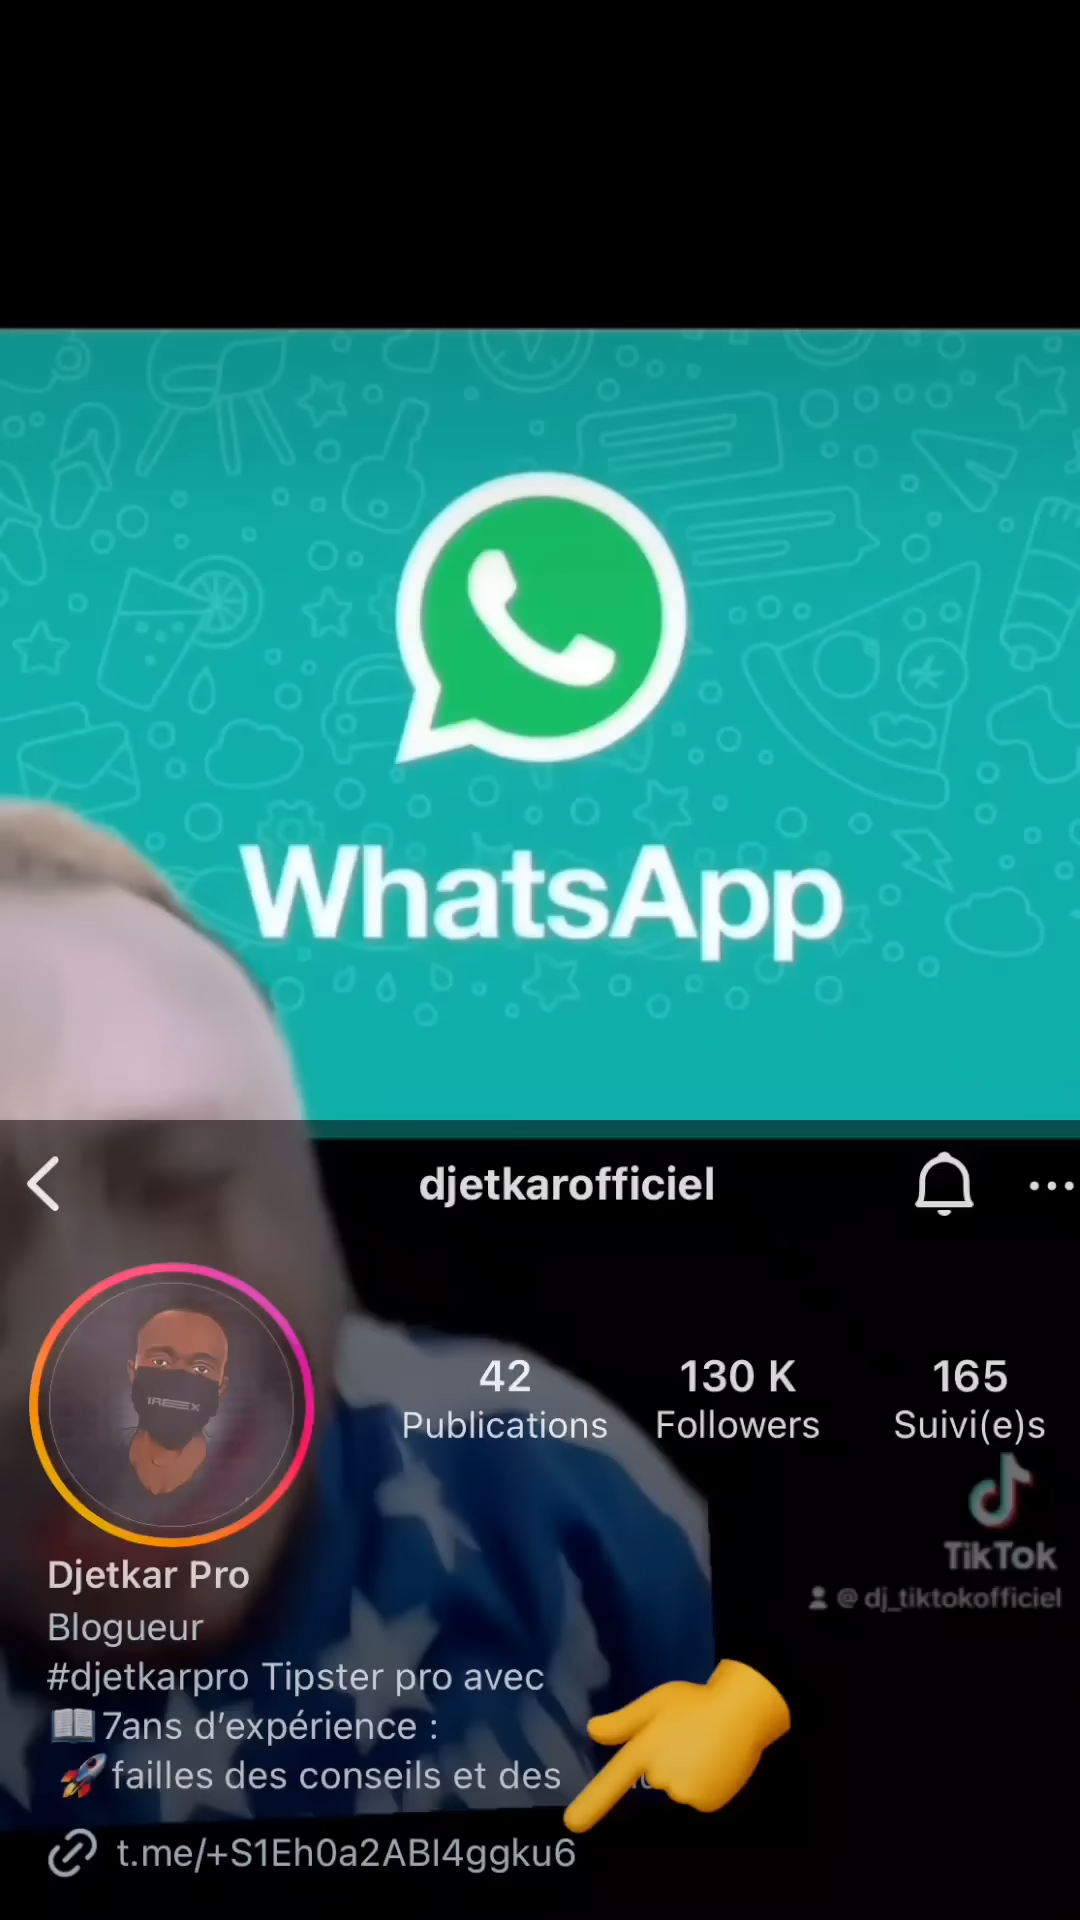 WhatsApp
djetkarofficiel
1REEX
42
Publications
130 K
Followers
165
Suivi(e)s
TikTok
@ dj_tiktokofficiel
Djetkar Pro
Blogueur
#djetkarpro Tipster pro avec
📖7ans d’expérience :
🚀failles des conseils et des
t.me/+S1Eh0a2ABI4ggku6